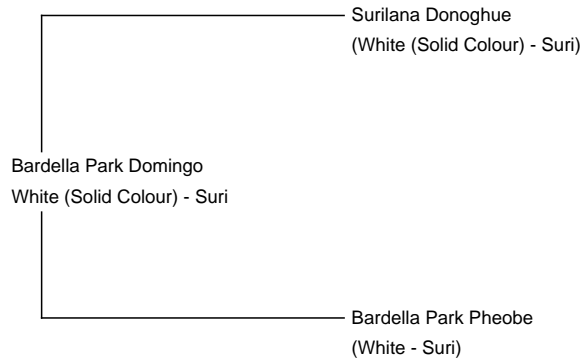 Surilana Donoghue
(White (Solid Colour) - Suri)
Bardella Park Domingo
White (Solid Colour) - Suri
Bardella Park Pheobe
(White - Suri)